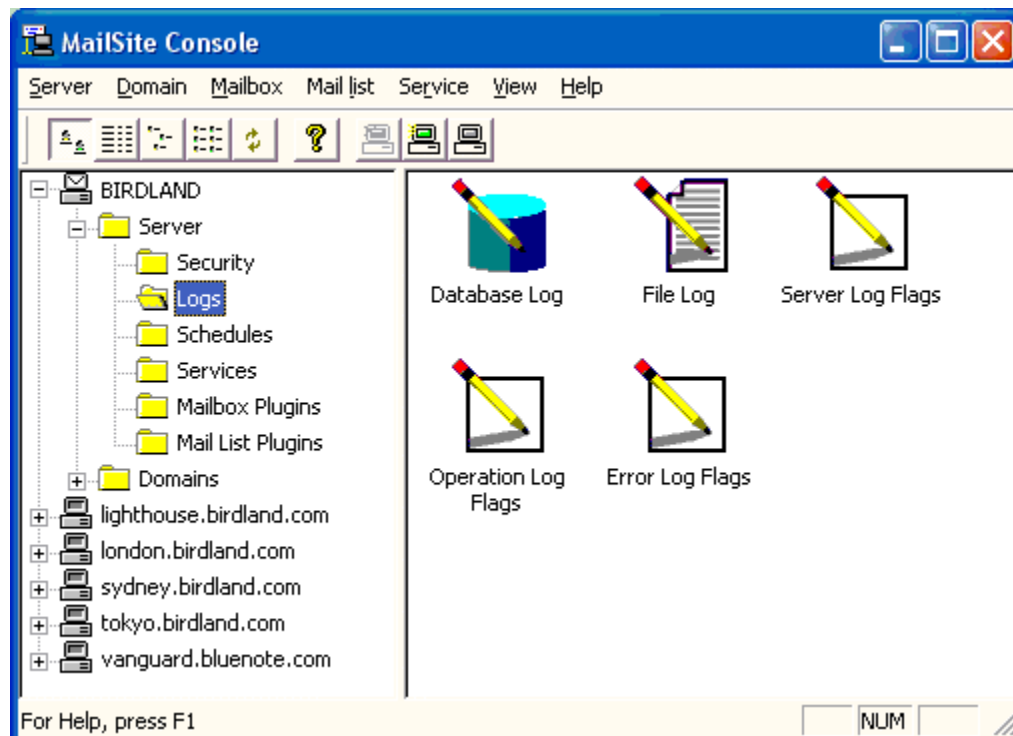 MailSite Console
Server Domain Mailbox Mail list Service View Help
BIRDLAND
Server
Security
Logs
Schedules
Services
Mailbox Plugins
Mail List Plugins
Domains
lighthouse.birdland.com
london.birdland.com
sydney.birdland.com
tokyo.birdland.com
vanguard.bluenote.com
Database Log
File Log
Server Log Flags
Operation Log
Flags
Error Log Flags
For Help, press F1
NUM